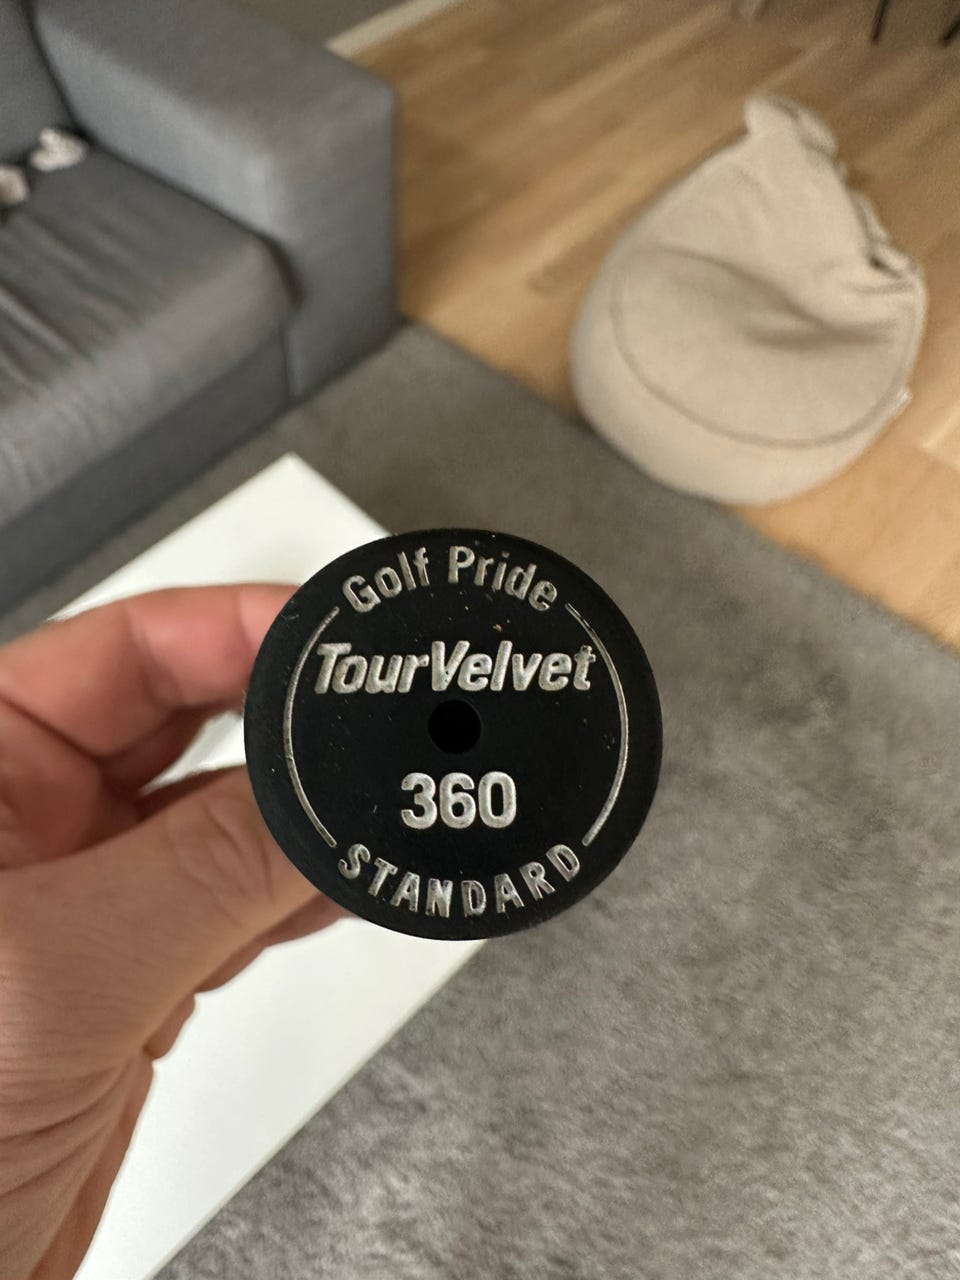 Golf Pride
TourVelvet
360
STANDARD